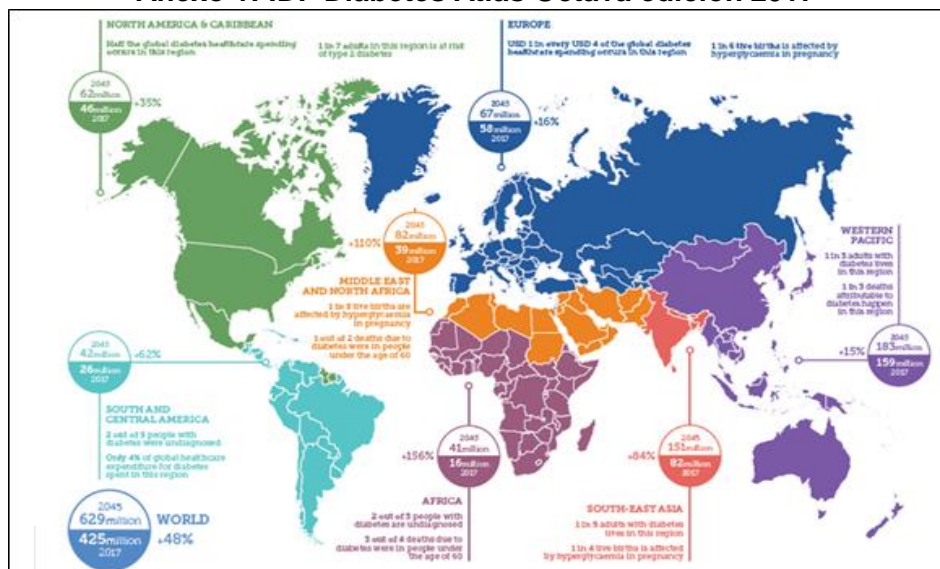 NORTH AMERICA & CARIBBEAN
Half the global diabetes healthcare spending
occurs in this region
1 in 7 adults in this region is at risk
of type 2 diabetes
2045
62 million
46 million
2017
+35%
EUROPE
USD 1 in every USD 4 of the global diabetes
healthcare spending occurs in this region
1 in 6 live births is affected by
hyperglycaemia in pregnancy
2045
67 million
58 million
2017
+16%
2045
82 million
39 million
2017
+110%
MIDDLE EAST
AND NORTH AFRICA
live births are
affected by hyperglycaemia
in pregnancy
1 out of 2 deaths due to
diabetes were in people
under the age of 60
WESTERN
PACIFIC
1 in 3 adults with
diabetes lives
in this region
1 in 3 deaths
attributable to
diabetes happen
in this region
+15%
2045
183 million
159 million
2017
2045
42 million
26 million
2017
+62%
SOUTH AND
CENTRAL AMERICA
2 out of 5 people with
diabetes were undiagnosed
Only 4% of global healthcare
expenditure for diabetes
spent in this region
2045
629 million
425 million
2017
WORLD
+48%
+156%
2045
41 million
16 million
2017
AFRICA
2 out of 3 people with
diabetes are undiagnosed
3 out of 4 deaths due to
diabetes were in people under
the age of 60
+84%
2045
151 million
82 million
2017
SOUTH-EAST ASIA
1 in 5 adults with diabetes
lives in this region
1 in 4 live births is affected
by hyperglycaemia in pregnancy